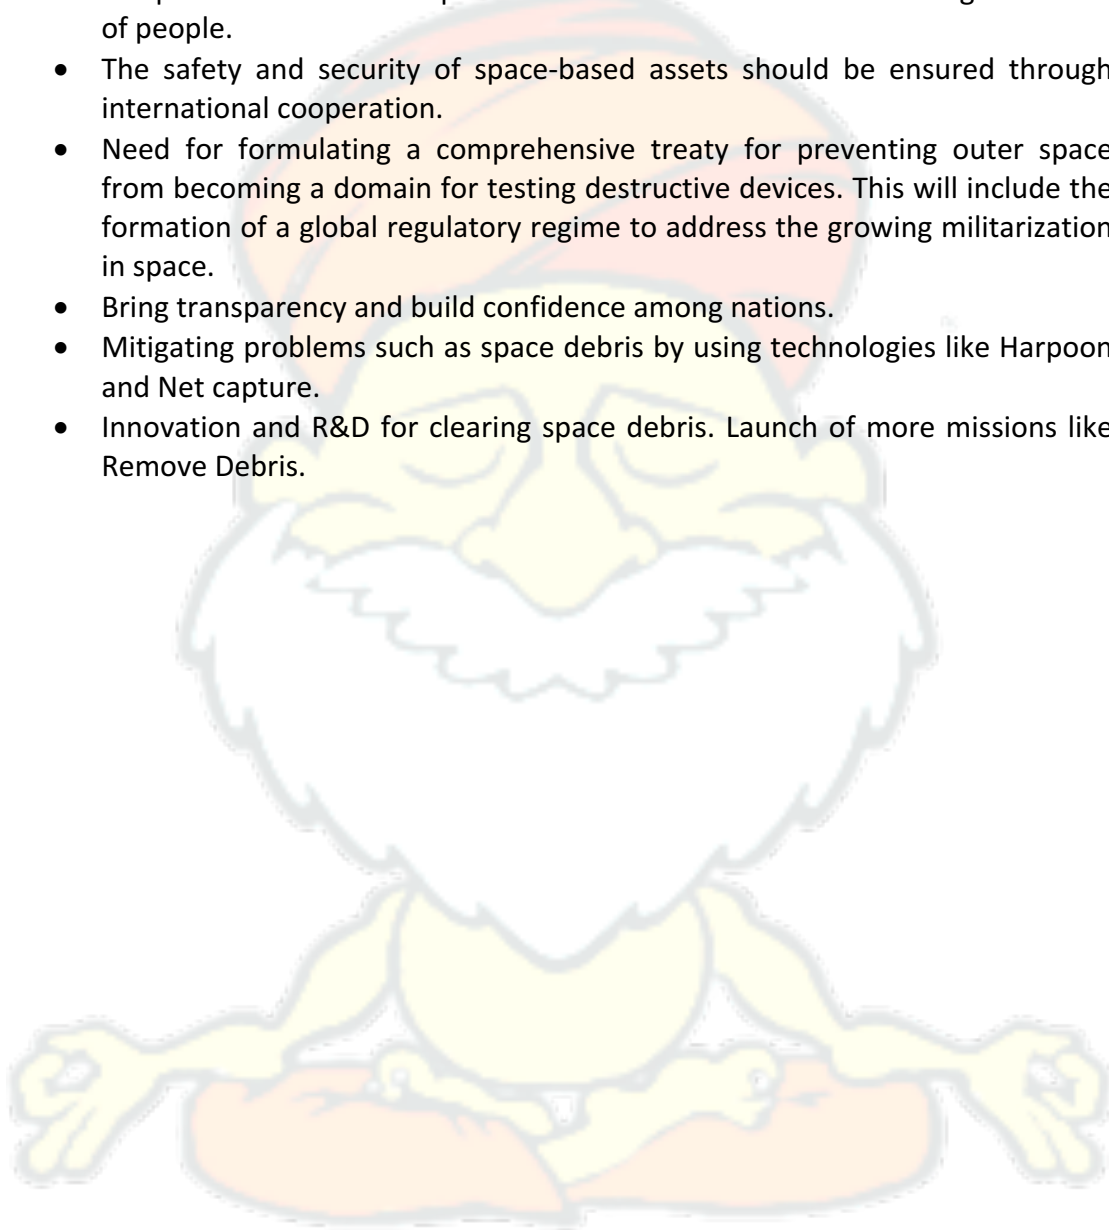 of people.
• The safety and security of space-based assets should be ensured through
international cooperation.
• Need for formulating a comprehensive treaty for preventing outer space
from becoming a domain for testing destructive devices. This will include the
formation of a global regulatory regime to address the growing militarization
in space.
• Bring transparency and build confidence among nations.
• Mitigating problems such as space debris by using technologies like Harpoon
and Net capture.
• Innovation and R&D for clearing space debris. Launch of more missions like
Remove Debris.